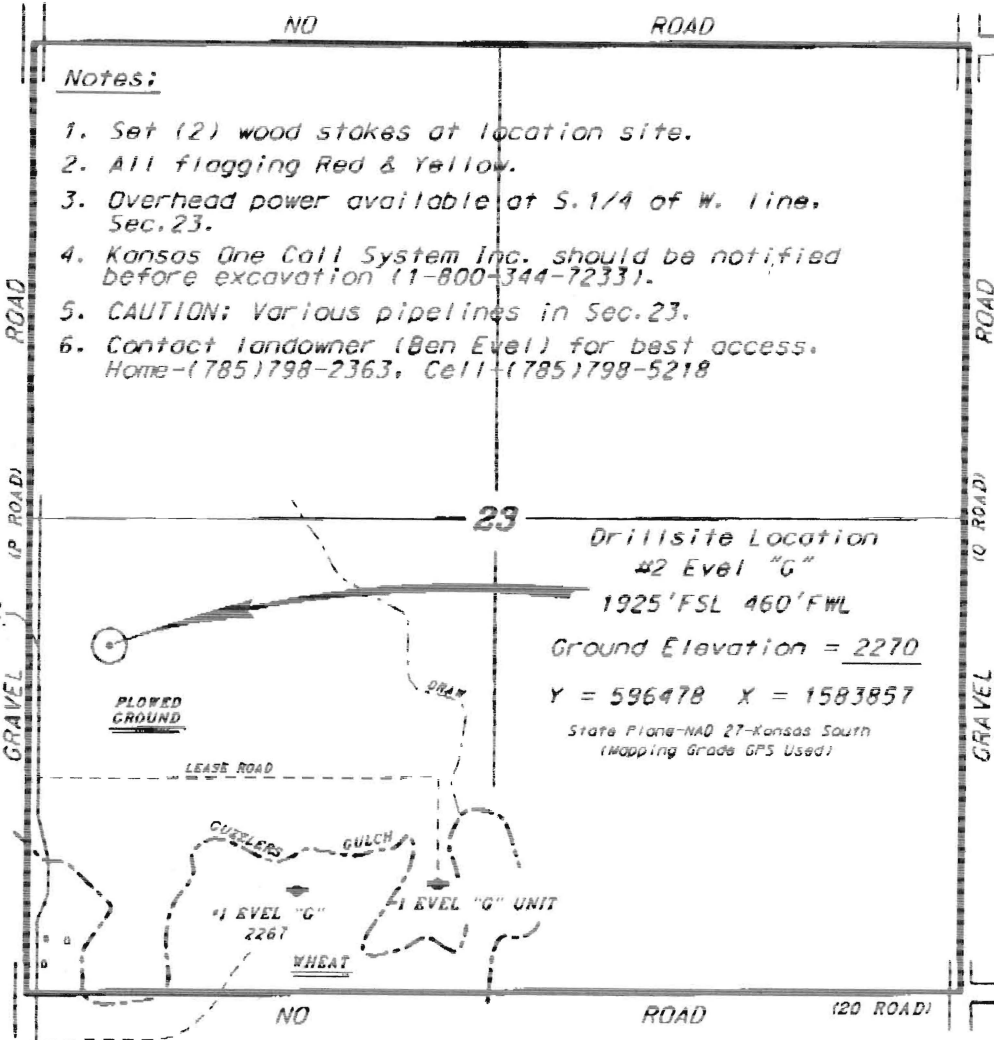 NO ROAD
Notes:
1. Set (2) wood stakes at location site.
2. All flagging Red & Yellow.
3. Overhead power available at S.1/4 of W. line,
Sec.23.
4. Kansas One Call System Inc. should be notified
before excavation (1-800-344-7233).
5. CAUTION: Various pipelines in Sec.23.
6. Contact landowner (Ben Evel) for best access.
Home-(785)798-2363, Cell-(785)798-5218
ROAD
ROAD
(P ROAD)
(Q ROAD)
23
Drillsite Location
#2 Evel "G"
1925'FSL 460'FWL
Ground Elevation = 2270
Y = 596478 X = 1583857
State Plane-NAD 27-Kansas South
(Mapping Grade GPS Used)
GRAVEL
GRAVEL
PLOWED
GROUND
DRAW
LEASE ROAD
GUZZLERS GULCH
#1 EVEL "G"
2267
#1 EVEL "G" UNIT
WHEAT
NO ROAD (20 ROAD)